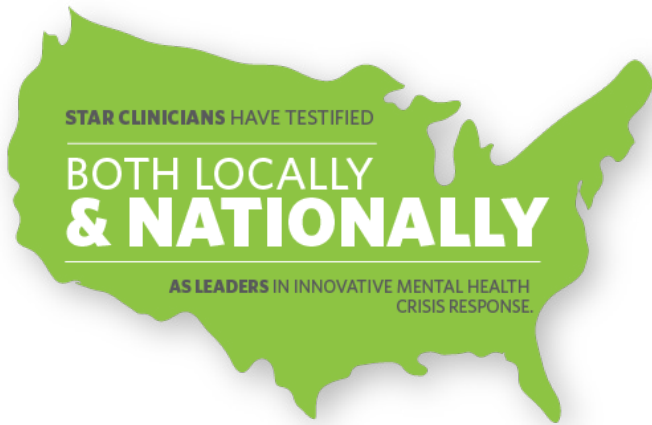 STAR CLINICIANS HAVE TESTIFIED
BOTH LOCALLY
& NATIONALLY
AS LEADERS IN INNOVATIVE MENTAL HEALTH
CRISIS RESPONSE.